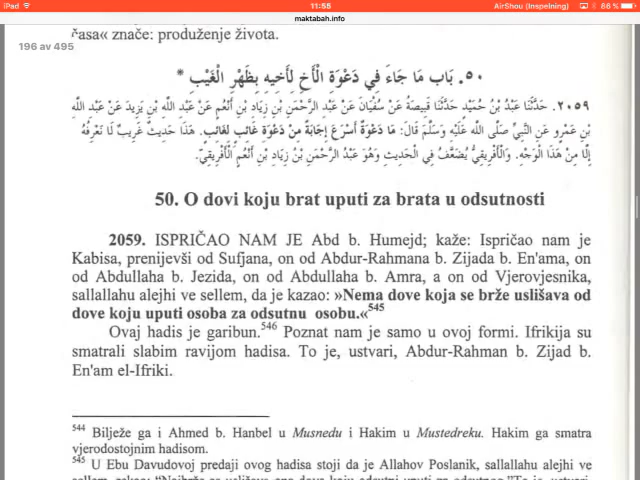 iPad
11:55
AirShou (Inspelning)
86 %
maktabah.info
196 av 495
časa« znače: produženje života.
٥٠. بَاب مَا جَاءَ فِي دَعْوَةِ الْأَخِ لِأَخِيهِ بِظَهْرِ الْغَيْبِ *
٢٠٥٩. حَدَّثَنَا عَبْدُ بْنُ حُمَيْدٍ حَدَّثَنَا قَبِيصَةُ عَنْ سُفْيَانَ عَنْ عَبْدِ الرَّحْمَنِ بْنِ زِيَادِ بْنِ أَنْعُمَ عَنْ عَبْدِ اللَّهِ بْنِ يَزِيدَ عَنْ عَبْدِ اللَّهِ
بْنِ عَمْرٍو عَنِ النَّبِيِّ صَلَّى اللَّهُ عَلَيْهِ وَسَلَّمَ قَالَ: مَا دَعْوَةٌ أَسْرَعَ إِجَابَةً مِنْ دَعْوَةِ غَائِبٍ لِغَائِبٍ. هَذَا حَدِيثٌ غَرِيبٌ لَا نَعْرِفُهُ
إِلَّا مِنْ هَذَا الْوَجْهِ. وَالْأَفْرِيقِيُّ يُضَعَّفُ فِي الْحَدِيثِ وَهُوَ عَبْدُ الرَّحْمَنِ بْنُ زِيَادِ بْنِ أَنْعُمَ الْأَفْرِيقِيُّ.
50. O dovi koju brat uputi za brata u odsutnosti
2059. ISPRIČAO NAM JE Abd b. Humejd; kaže: Ispričao nam je
Kabisa, prenijevši od Sufjana, on od Abdur-Rahmana b. Zijada b. En'ama, on
od Abdullaha b. Jezida, on od Abdullaha b. Amra, a on od Vjerovjesnika,
sallallahu alejhi ve sellem, da je kazao: »Nema dove koja se brže uslišava od
dove koju uputi osoba za odsutnu osobu.«545
Ovaj hadis je garibun.546 Poznat nam je samo u ovoj formi. Ifrikija su
smatrali slabim ravijom hadisa. To je, ustvari, Abdur-Rahman b. Zijad b.
En'am el-Ifriki.
544 Bilježe ga i Ahmed b. Hanbel u Musnedu i Hakim u Mustedreku. Hakim ga smatra
vjerodostojnim hadisom.
545 U Ebu Davudovoj predaji ovog hadisa stoji da je Allahov Poslanik, sallallahu alejhi ve